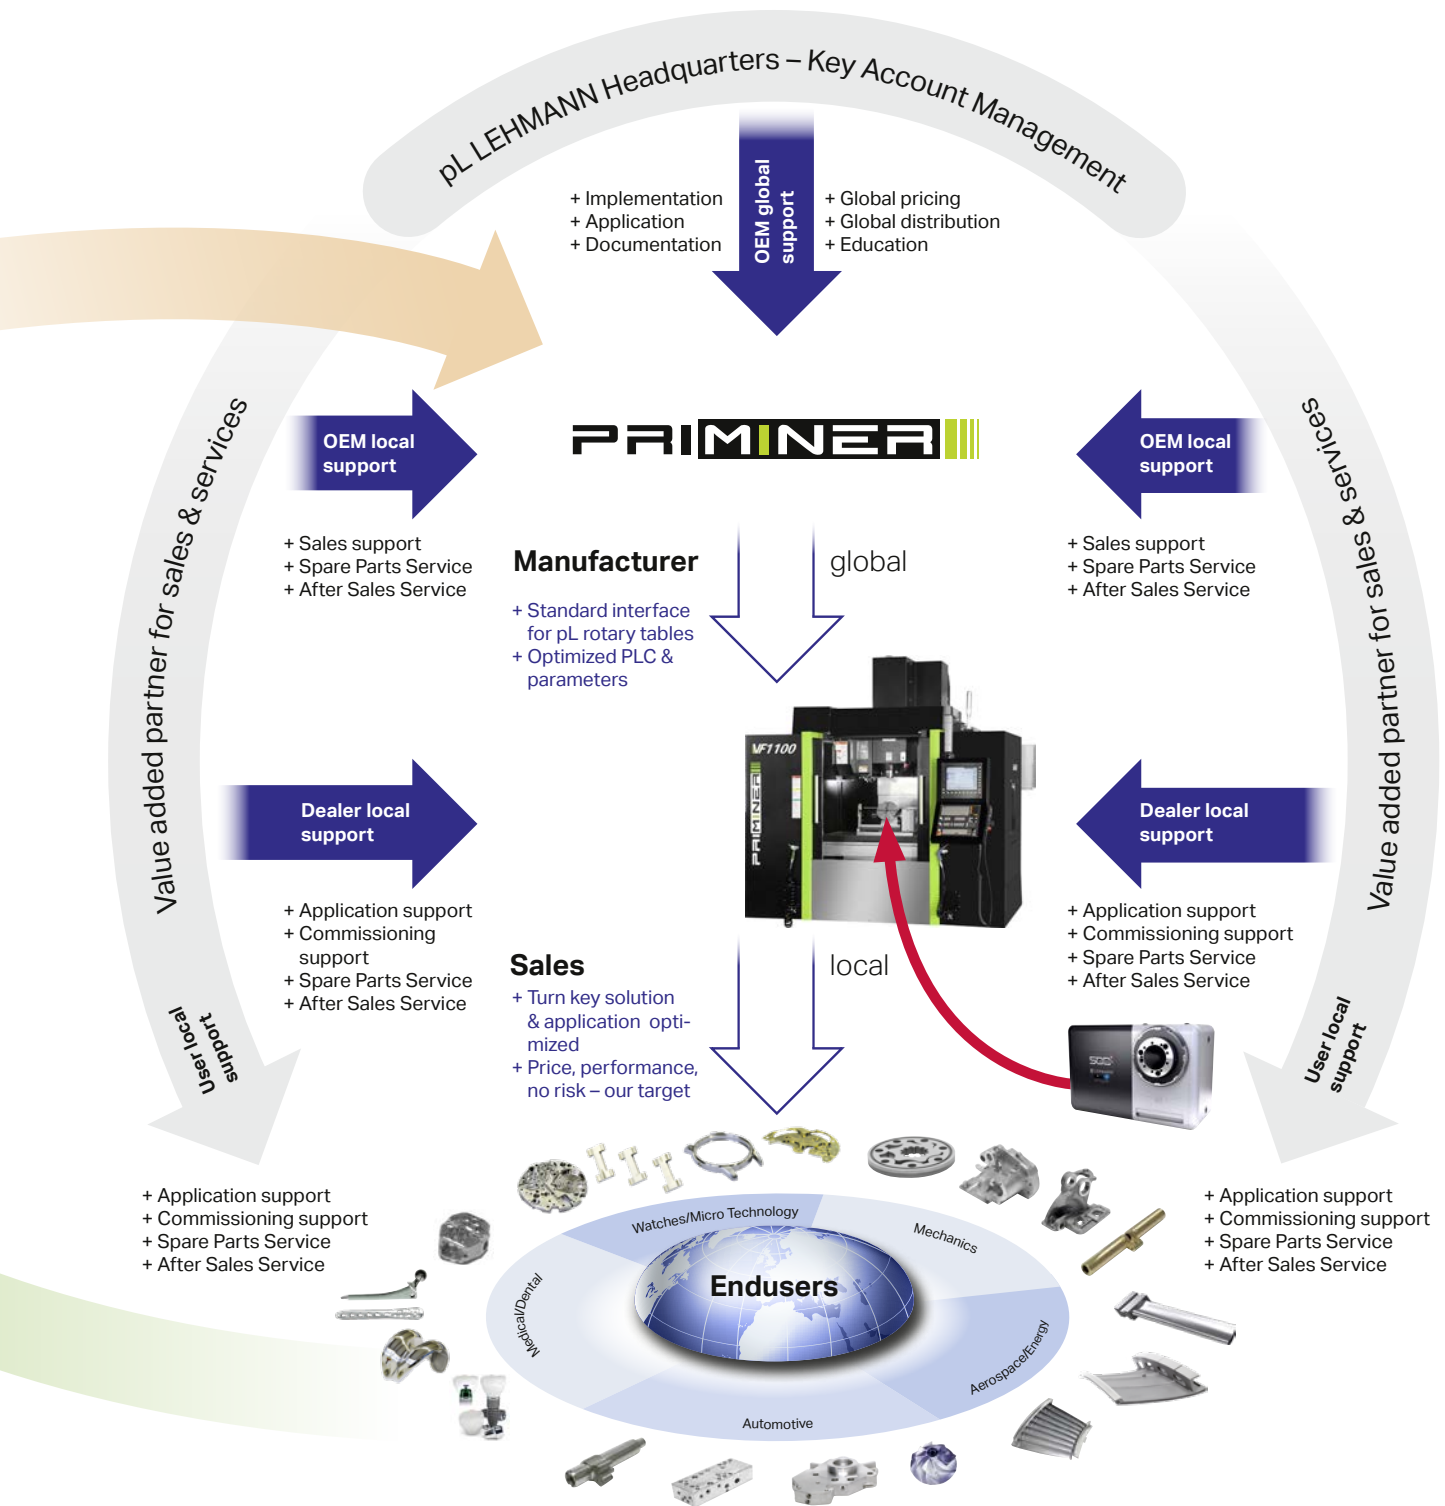 pL LEHMANN Headquarters – Key Account Management
OEM global
support
+ Implementation
+ Application
+ Documentation
+ Global pricing
+ Global distribution
+ Education
Value added partner for sales & services
Value added partner for sales & services
OEM local
support
PRIMINER
OEM local
support
+ Sales support
+ Spare Parts Service
+ After Sales Service
Manufacturer
global
+ Standard interface
for pL rotary tables
+ Optimized PLC &
parameters
+ Sales support
+ Spare Parts Service
+ After Sales Service
VF1100
PRIMINER
Dealer local
support
Dealer local
support
+ Application support
+ Commissioning
support
+ Spare Parts Service
+ After Sales Service
Sales
local
+ Turn key solution
& application opti-
mized
+ Price, performance,
no risk – our target
+ Application support
+ Commissioning support
+ Spare Parts Service
+ After Sales Service
User local
support
User local
support
+ Application support
+ Commissioning support
+ Spare Parts Service
+ After Sales Service
+ Application support
+ Commissioning support
+ Spare Parts Service
+ After Sales Service
Watches/Micro Technology
Mechanics
Medical/Dental
Endusers
Aerospace/Energy
Automotive